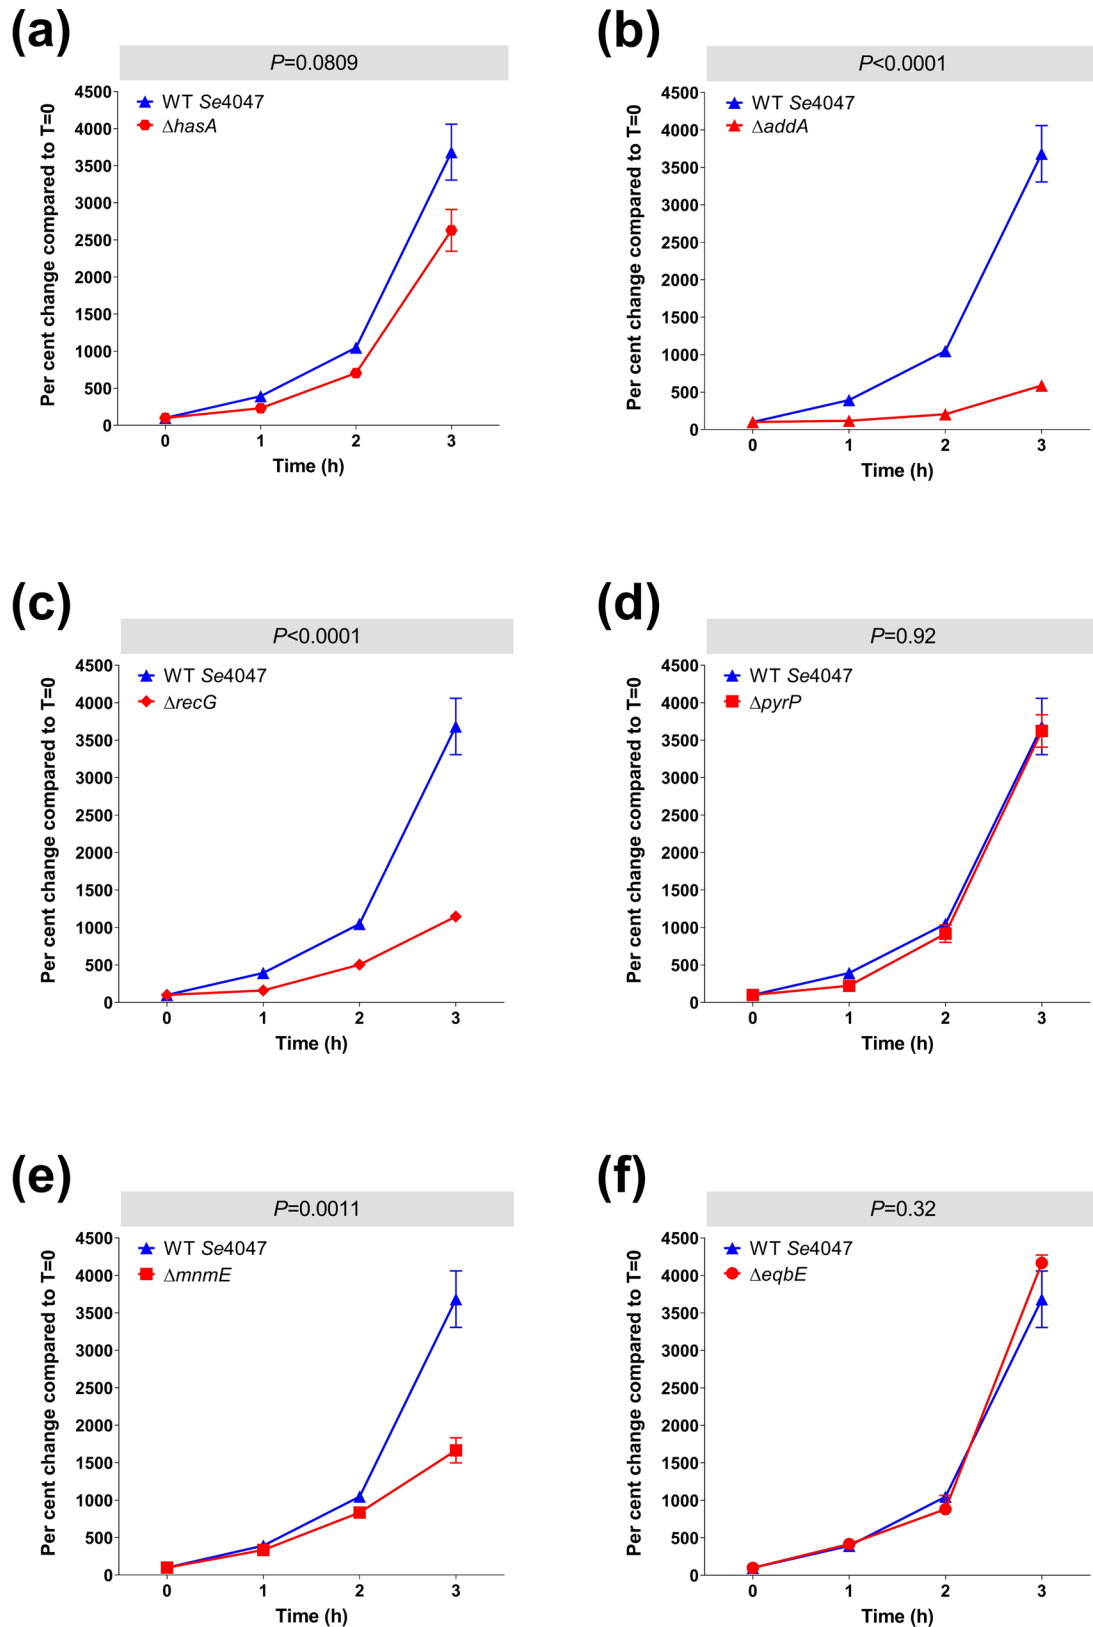 (a)
P=0.0809
WT Se4047
ΔhasA
Per cent change compared to T=0
4500
4000
3500
3000
2500
2000
1500
1000
500
0
0 1 2 3
Time (h)
(b)
P<0.0001
WT Se4047
ΔaddA
Per cent change compared to T=0
4500
4000
3500
3000
2500
2000
1500
1000
500
0
0 1 2 3
Time (h)
(c)
P<0.0001
WT Se4047
ΔrecG
Per cent change compared to T=0
4500
4000
3500
3000
2500
2000
1500
1000
500
0
0 1 2 3
Time (h)
(d)
P=0.92
WT Se4047
ΔpyrP
Per cent change compared to T=0
4500
4000
3500
3000
2500
2000
1500
1000
500
0
0 1 2 3
Time (h)
(e)
P=0.0011
WT Se4047
ΔmnmE
Per cent change compared to T=0
4500
4000
3500
3000
2500
2000
1500
1000
500
0
0 1 2 3
Time (h)
(f)
P=0.32
WT Se4047
ΔeqbE
Per cent change compared to T=0
4500
4000
3500
3000
2500
2000
1500
1000
500
0
0 1 2 3
Time (h)